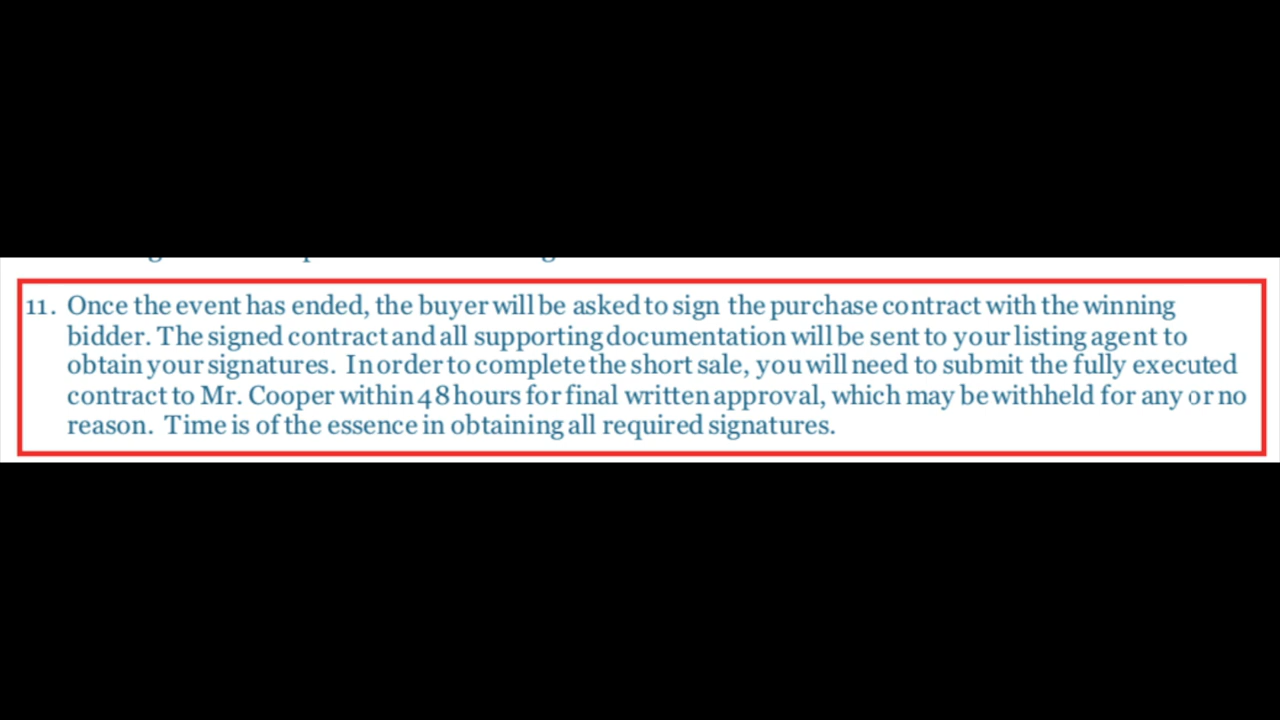 11. Once the event has ended, the buyer will be asked to sign the purchase contract with the winning
bidder. The signed contract and all supporting documentation will be sent to your listing agent to
obtain your signatures. In order to complete the short sale, you will need to submit the fully executed
contract to Mr. Cooper within 48 hours for final written approval, which may be withheld for any or no
reason. Time is of the essence in obtaining all required signatures.